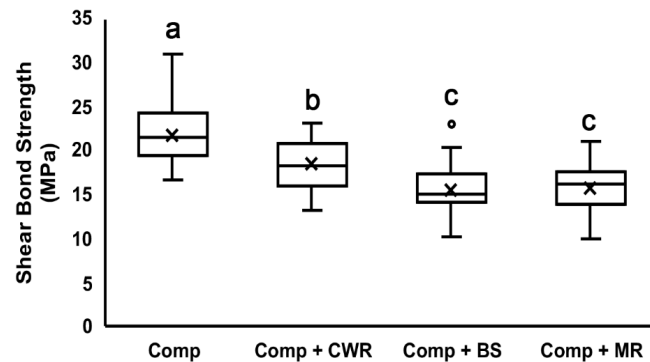 Shear Bond Strength
(MPa)
35
30
25
20
15
10
5
0
a
b
c
c
Comp
Comp + CWR
Comp + BS
Comp + MR